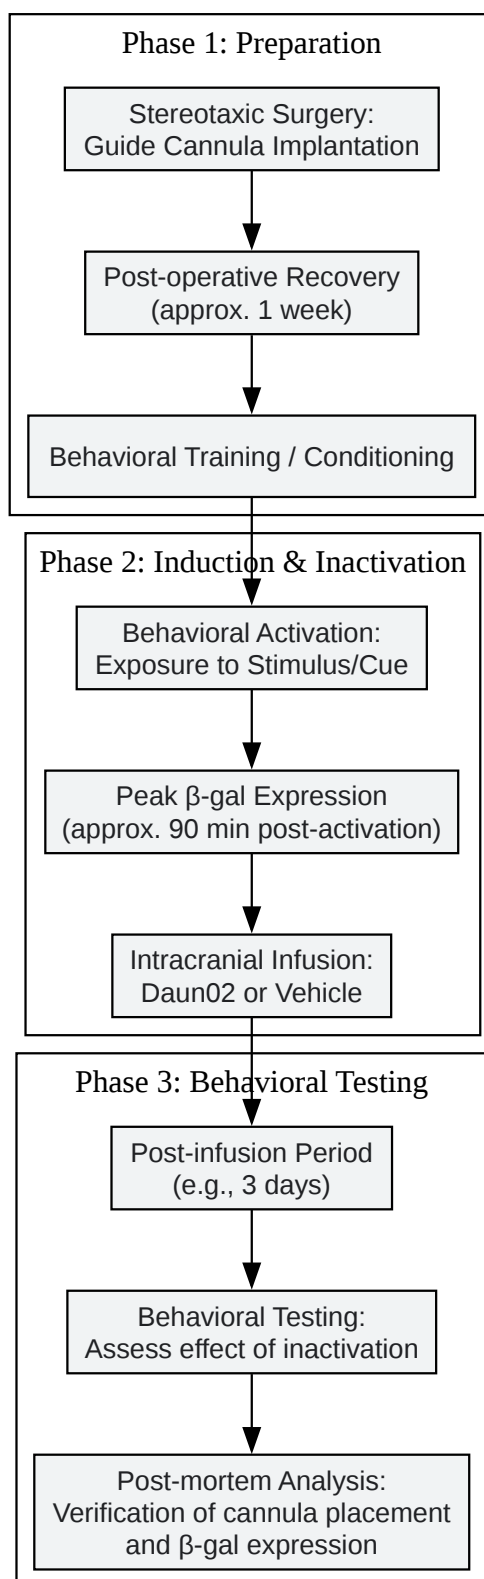 Phase 1: Preparation
Stereotaxic Surgery:
Guide Cannula Implantation
Post-operative Recovery
(approx. 1 week)
Behavioral Training / Conditioning
Phase 2: Induction & Inactivation
Behavioral Activation:
Exposure to Stimulus/Cue
Peak β-gal Expression
(approx. 90 min post-activation)
Intracranial Infusion:
Daun02 or Vehicle
Phase 3: Behavioral Testing
Post-infusion Period
(e.g., 3 days)
Behavioral Testing:
Assess effect of inactivation
Post-mortem Analysis:
Verification of cannula placement
and β-gal expression